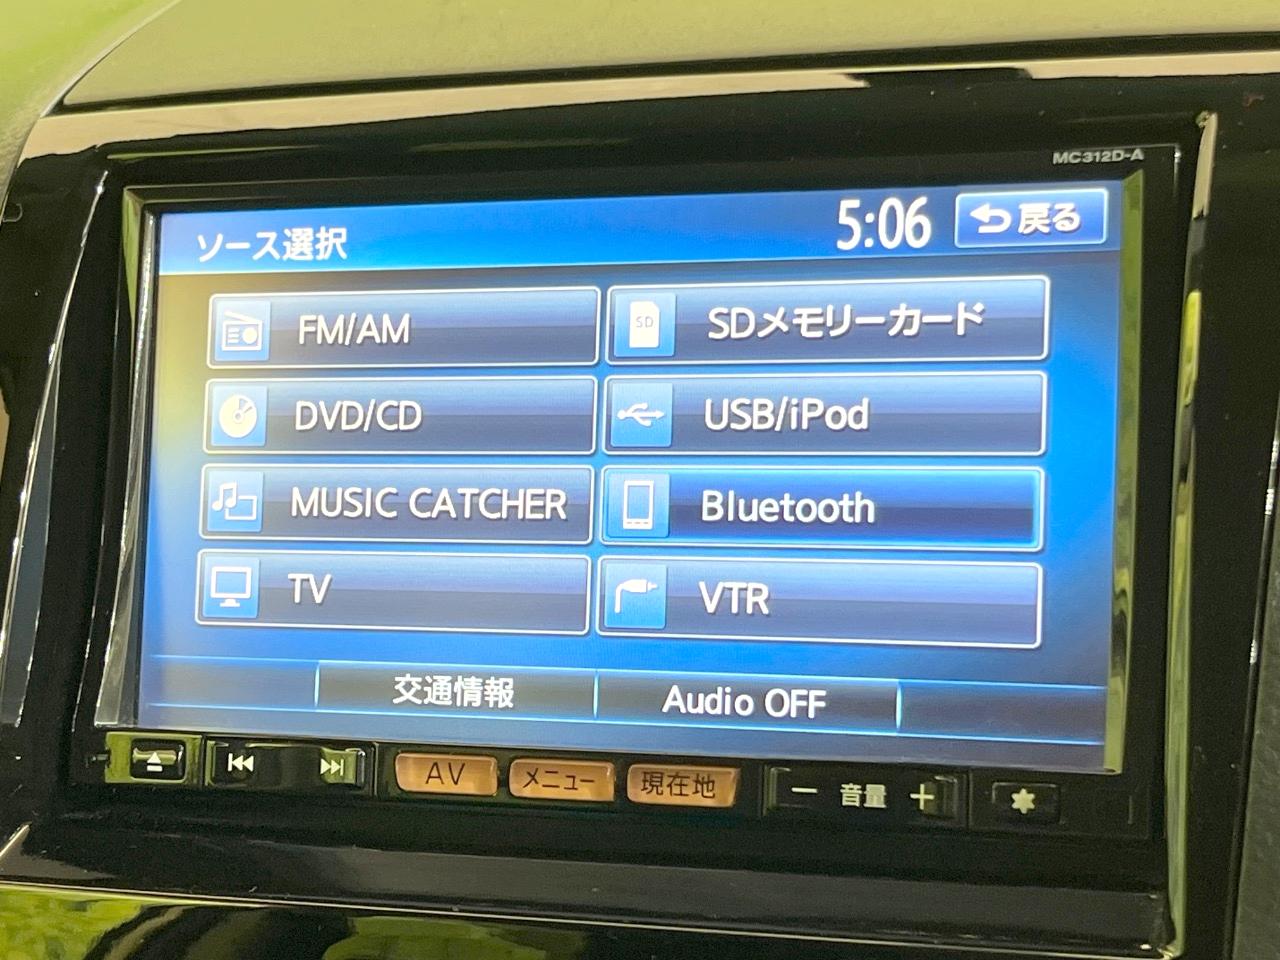 MC312D-A
ソース選択
5:06
戻る
FM/AM
SD
SDメモリーカード
DVD/CD
USB/iPod
MUSIC CATCHER
Bluetooth
TV
VTR
交通情報
Audio OFF
AV
メニュー
現在地
－ 音量 ＋